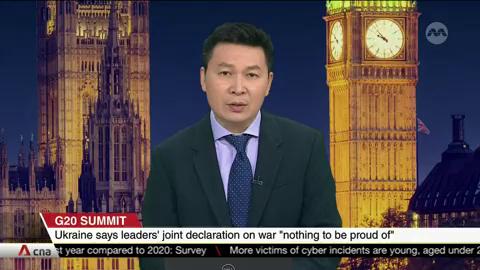 G20 SUMMIT
Ukraine says leaders' joint declaration on war "nothing to be proud of"
cna
st year compared to 2020: Survey / More victims of cyber incidents are young, aged under